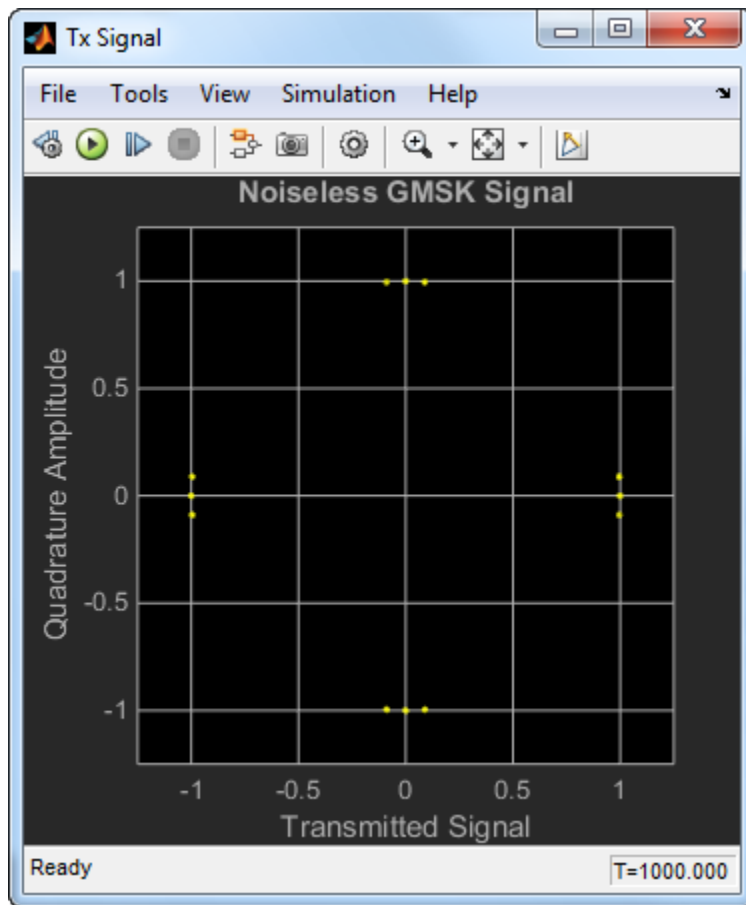 Tx Signal
File Tools View Simulation Help
Noiseless GMSK Signal
1
0.5
0
-0.5
-1
Quadrature Amplitude
-1 -0.5 0 0.5 1
Transmitted Signal
Ready T=1000.000